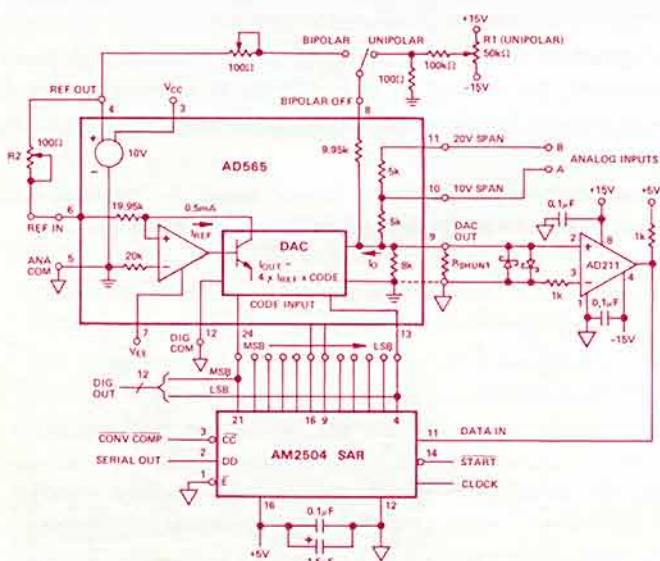 +15V
BIPOLAR
UNIPOLAR
R1 (UNIPOLAR)
50kΩ
100Ω
100kΩ
100Ω
-15V
REF OUT
VCC
4
3
BIPOLAR OFF
8
R2
100Ω
+
-
10V
AD565
9.95k
11
20V SPAN
B
5k
ANALOG INPUTS
10
10V SPAN
A
6
19.95k
0.5mA
REF IN
IREF
5k
0.1µF
+15V
+5V
DAC
9
DAC OUT
1k
ANA COM
5
20k
IOUT =
4 x IREF x CODE
IO
8k
RSHUNT
2
8
AD211
CODE INPUT
1k
3
4
1
0,1µF
-15V
7
VEE
DIG COM
12
24
13
MSB
LSB
DIG OUT
12
MSB
LSB
21
16
9
4
11
DATA IN
CONV COMP
3
CC
AM2504 SAR
14
START
SERIAL OUT
2
DD
1
E
CLOCK
16
12
0.1µF
+5V
+